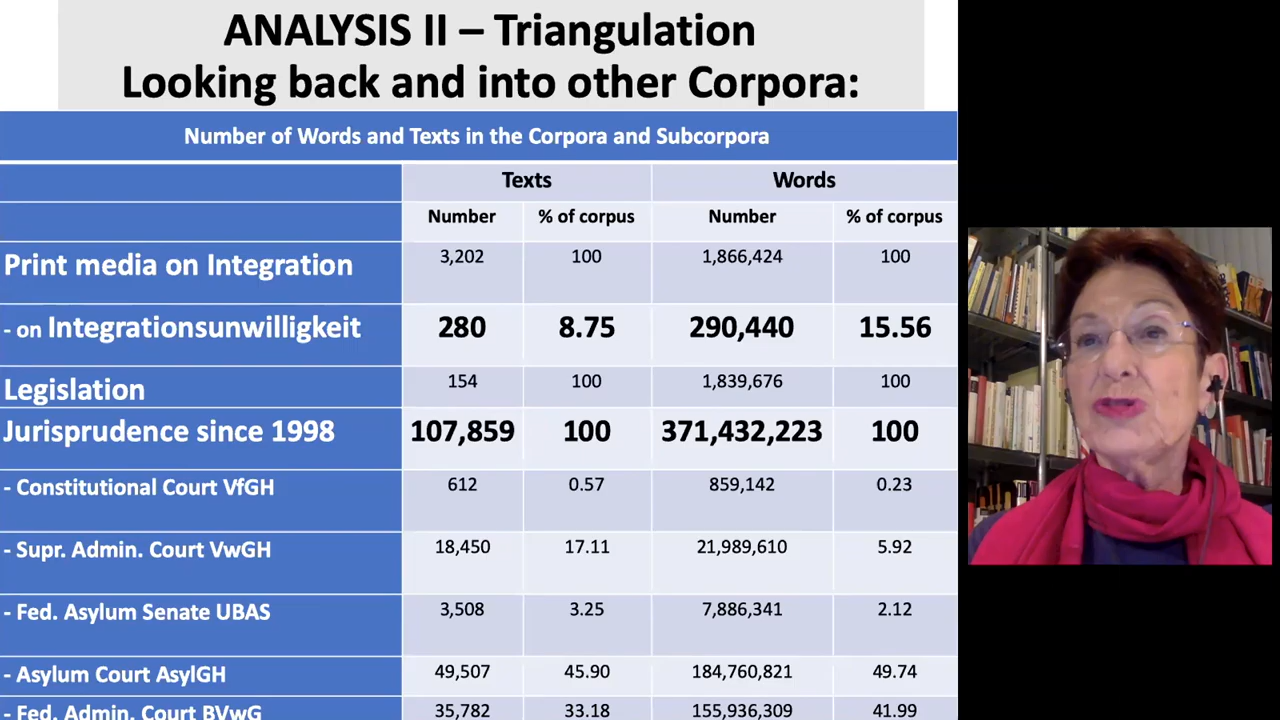 ANALYSIS II – Triangulation
Looking back and into other Corpora:
Number of Words and Texts in the Corpora and Subcorpora
Texts Words
Number % of corpus Number % of corpus
Print media on Integration 3,202 100 1,866,424 100
- on Integrationsunwilligkeit 280 8.75 290,440 15.56
Legislation 154 100 1,839,676 100
Jurisprudence since 1998 107,859 100 371,432,223 100
- Constitutional Court VfGH 612 0.57 859,142 0.23
- Supr. Admin. Court VwGH 18,450 17.11 21,989,610 5.92
- Fed. Asylum Senate UBAS 3,508 3.25 7,886,341 2.12
- Asylum Court AsylGH 49,507 45.90 184,760,821 49.74
- Fed. Admin. Court BVwG 35,782 33.18 155,936,309 41.99